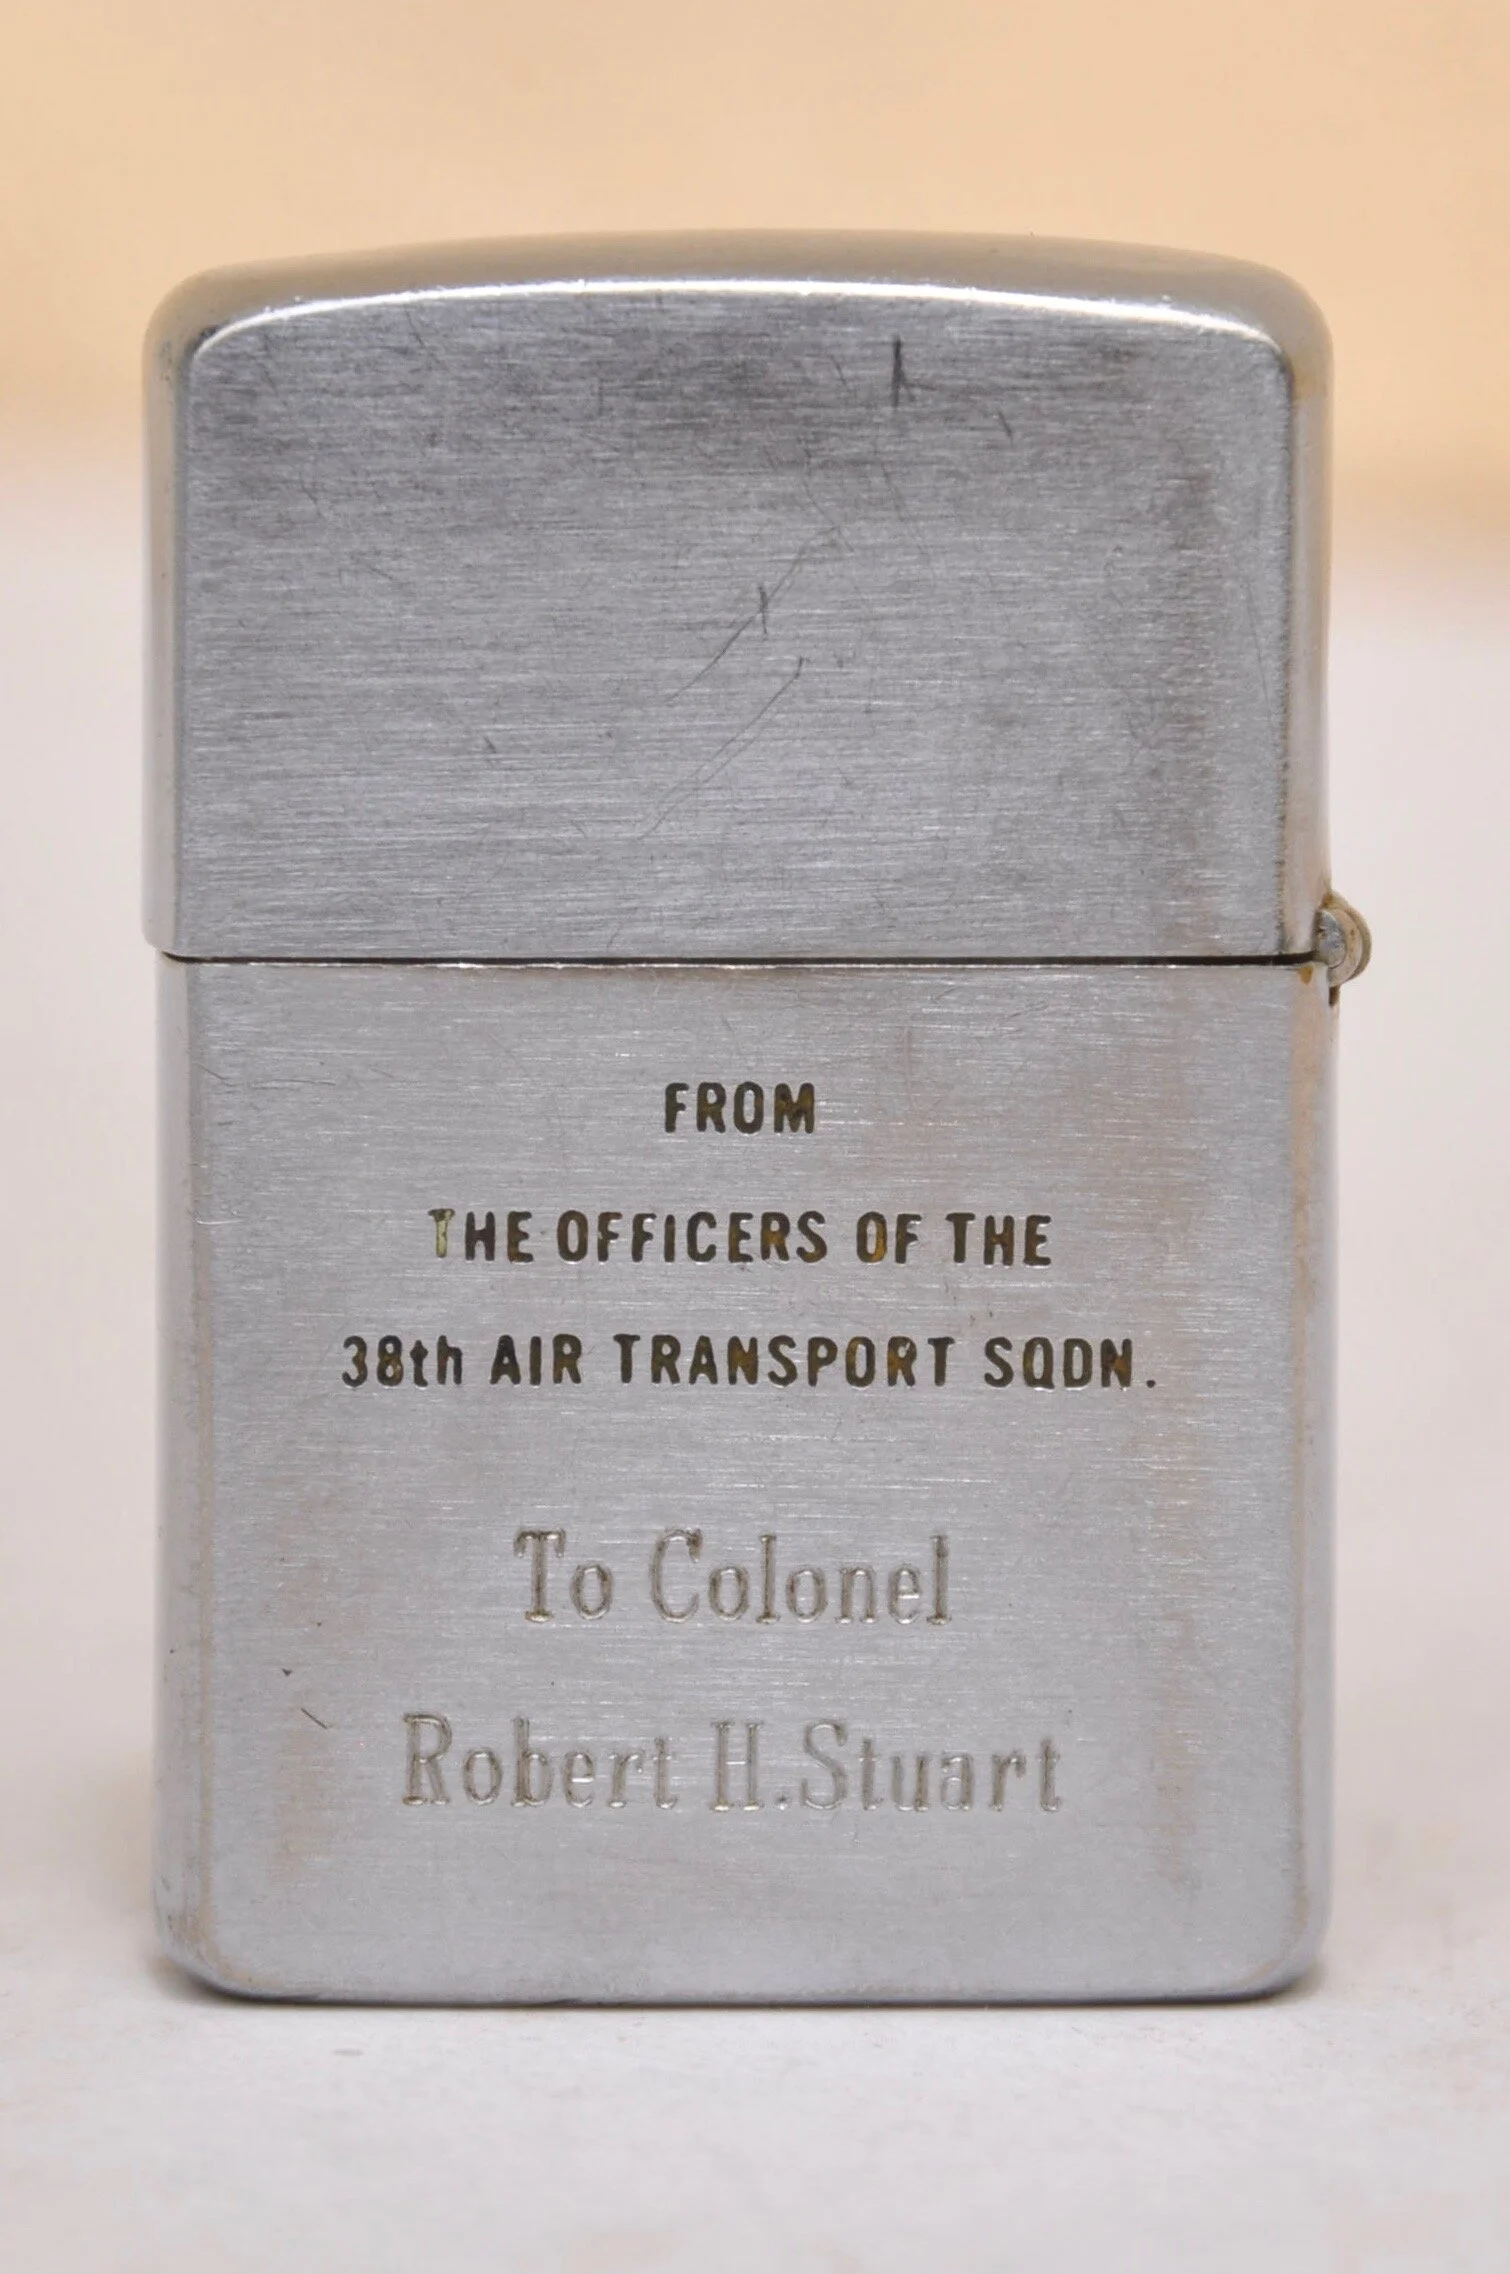 FROM
THE OFFICERS OF THE
38th AIR TRANSPORT SQDN.
To Colonel
Robert H. Stuart